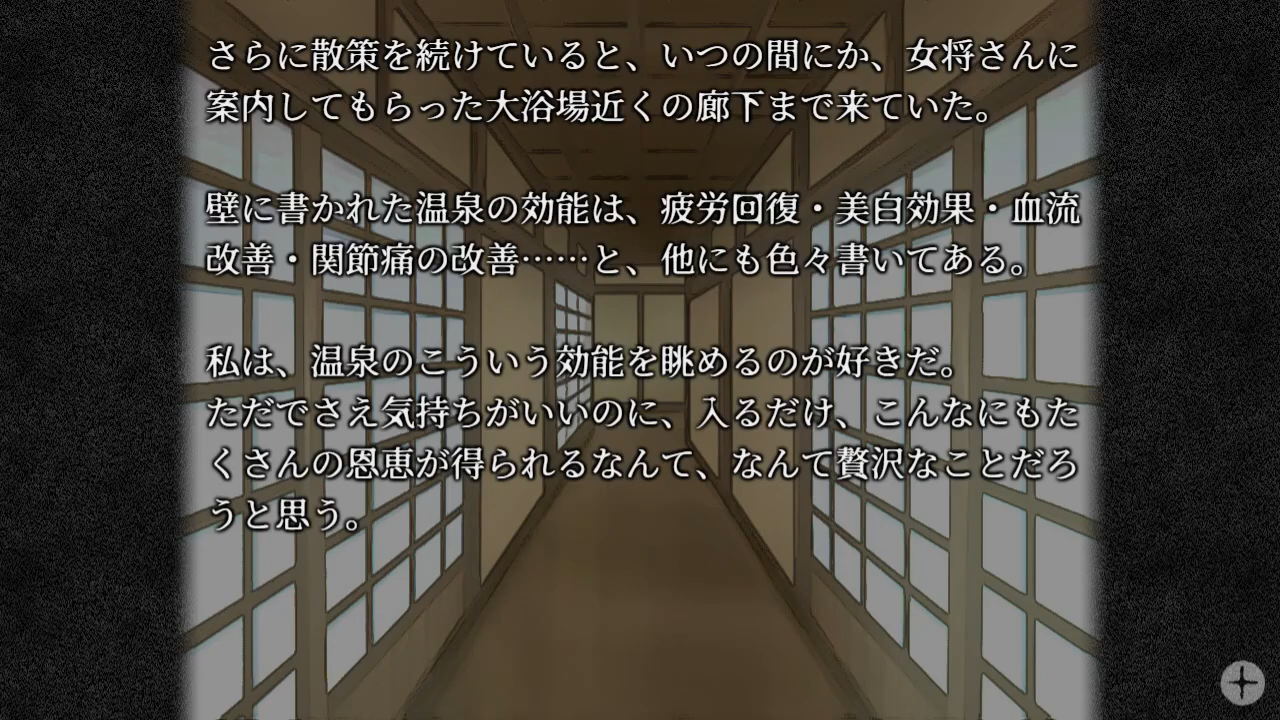 さらに散策を続けていると、いつの間にか、女将さんに
案内してもらった大浴場近くの廊下まで来ていた。
壁に書かれた温泉の効能は、疲労回復・美白効果・血流
改善・関節痛の改善……と、他にも色々書いてある。
私は、温泉のこういう効能を眺めるのが好きだ。
ただでさえ気持ちがいいのに、入るだけ、こんなにもた
くさんの恩恵が得られるなんて、なんて贅沢なことだろ
うと思う。